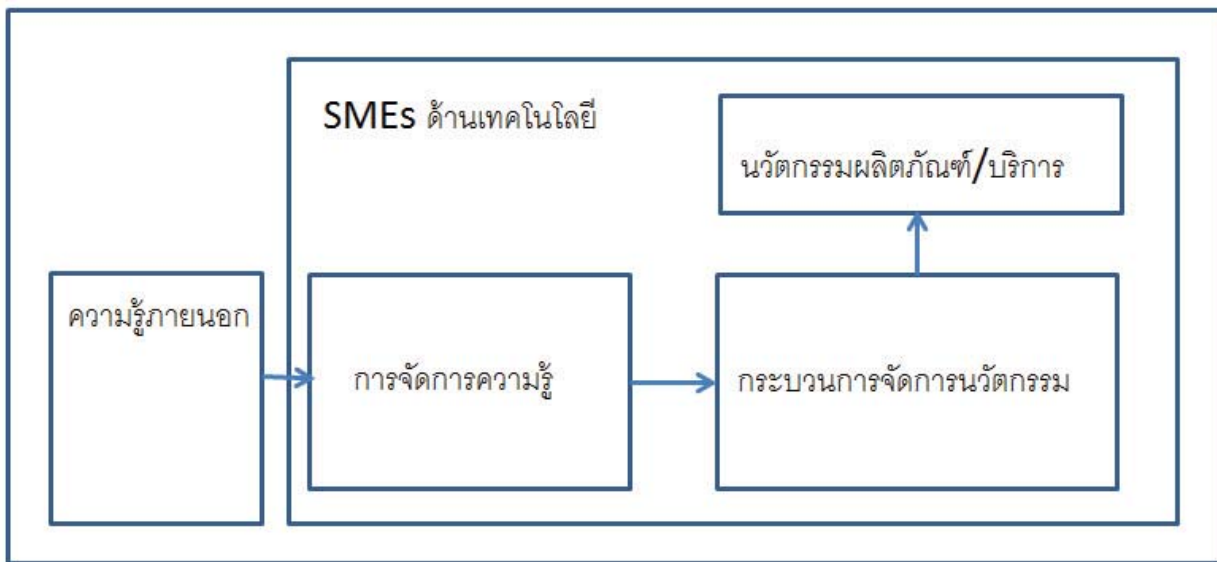 SMEs ด้านเทคโนโลยี
นวัตกรรมผลิตภัณฑ์/บริการ
ความรู้ภายนอก
การจัดการความรู้
กระบวนการจัดการนวัตกรรม